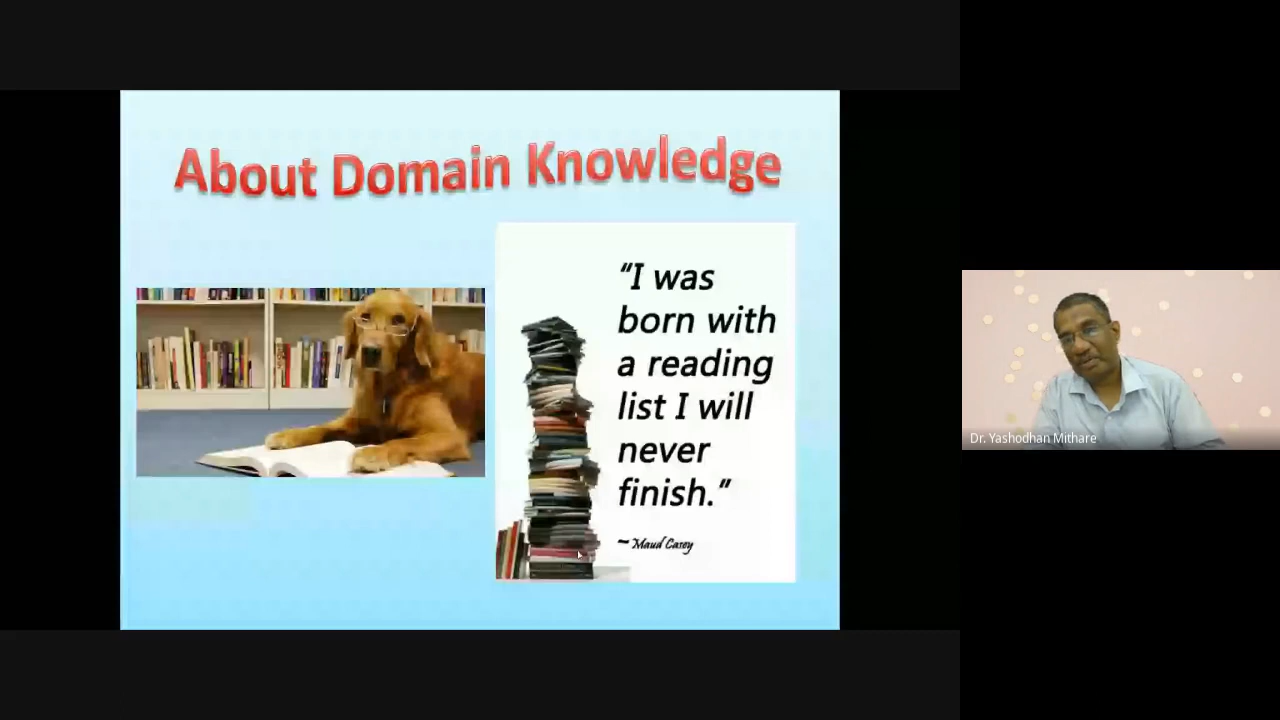 About Domain Knowledge
“I was
born with
a reading
list I will
never
finish.”
~ Maud Casey
Dr. Yashodhan Mithare